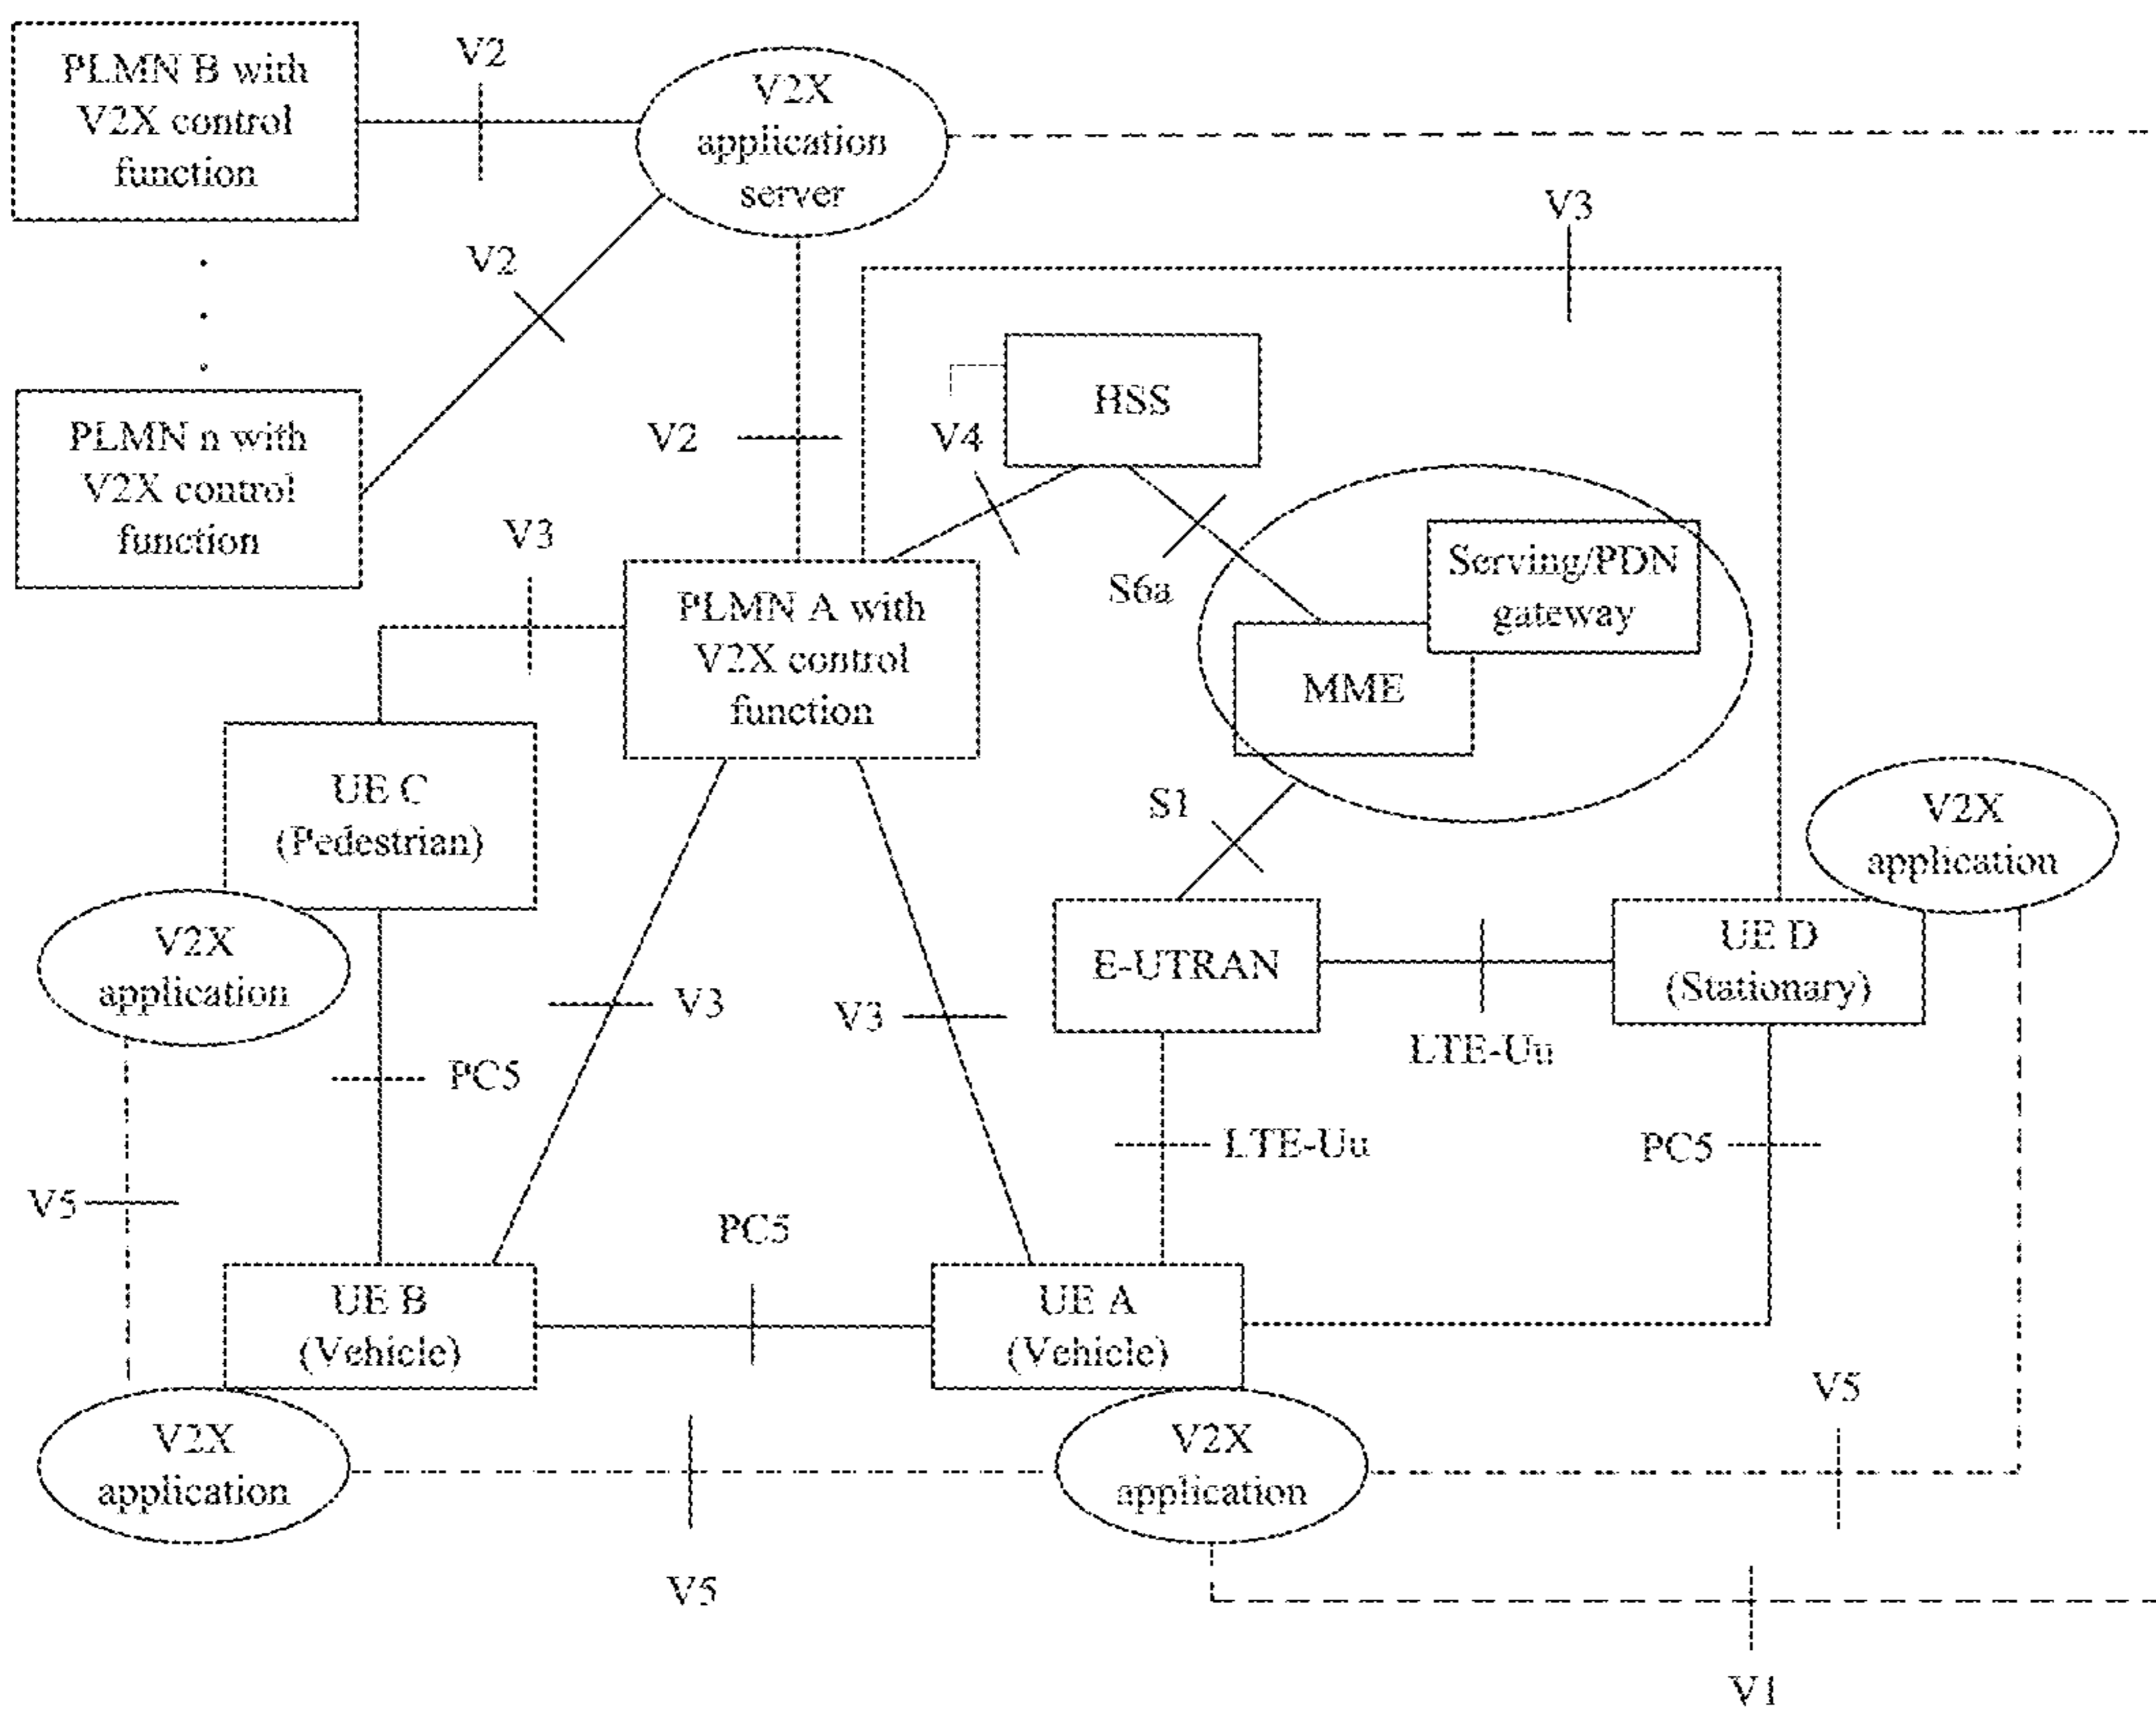 PLMN B with
V2X control
function
V2
V2X
application
server
V3
V2
HSS
PLMN n with
V2X control
function
V2
V4
V3
Serving/PDN
gateway
S6a
PLMN A with
V2X control
function
MME
UE C
(Pedestrian)
S1
V2X
application
V2X
application
E-UTRAN
UE D
(Stationary)
V3
V3
LTE-Uu
PC5
LTE-Uu
PC5
V5
PC5
UE B
(Vehicle)
UE A
(Vehicle)
V5
V2X
application
V2X
application
V5
V1